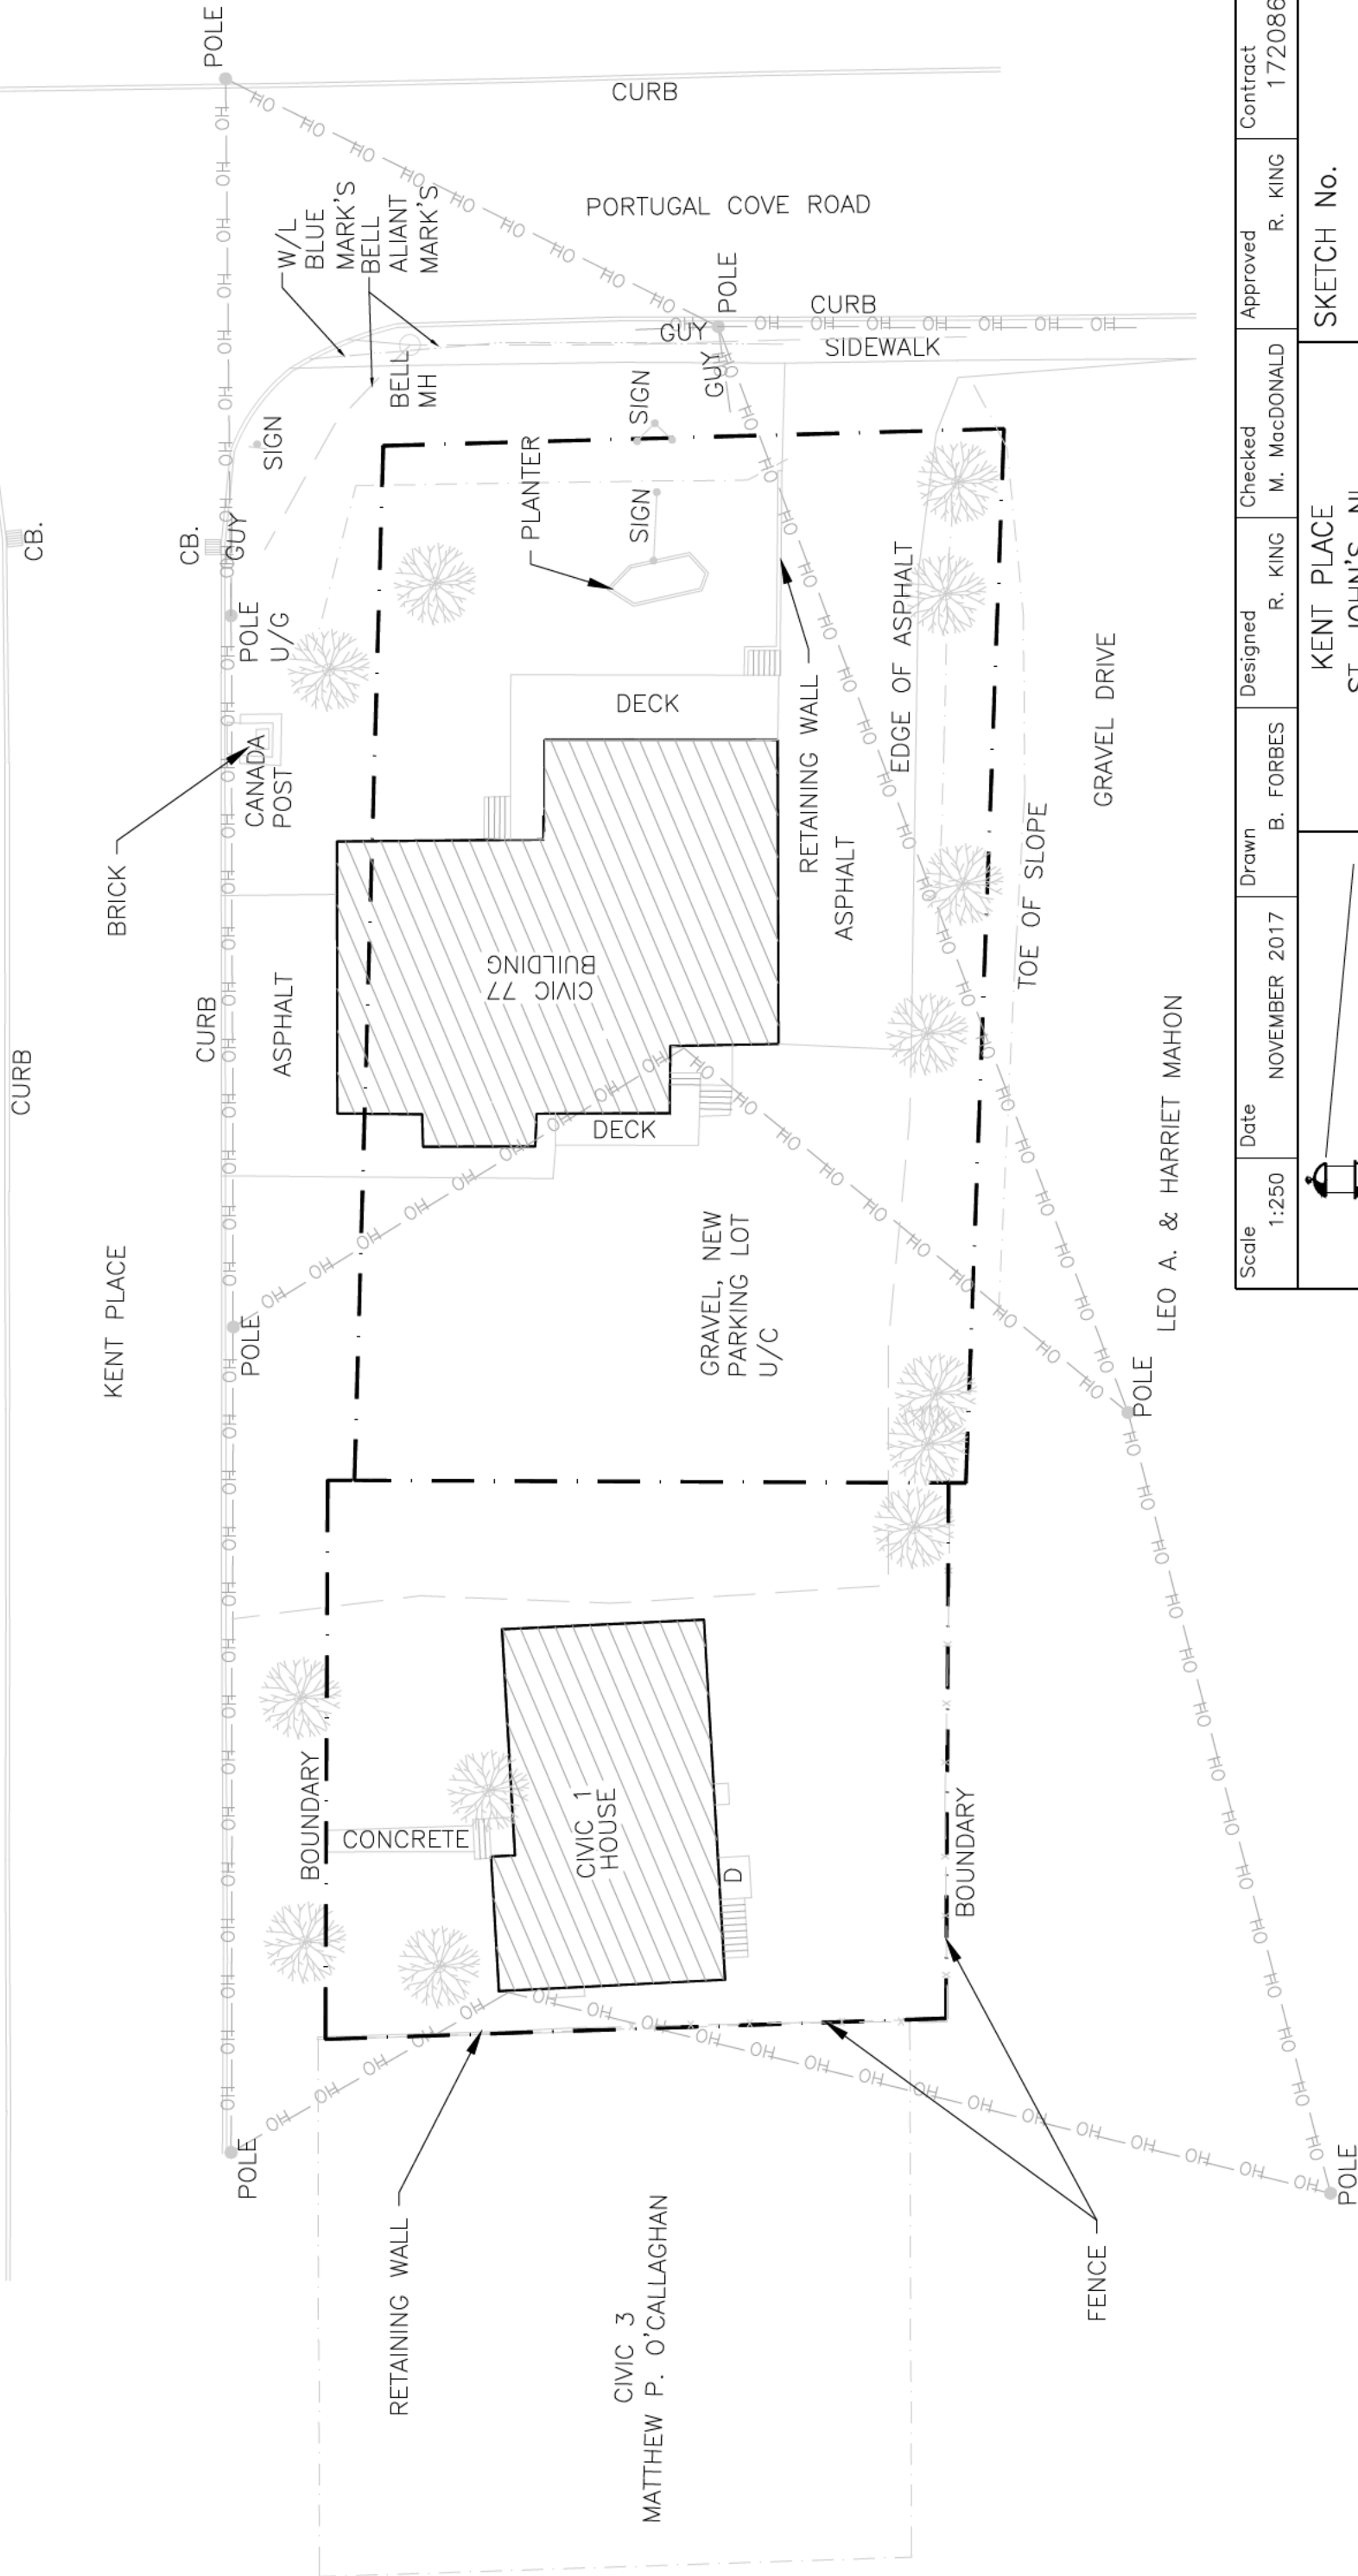 POLE
CURB
PORTUGAL COVE ROAD
W/L
BLUE
MARK'S
BELL
ALIANT
MARK'S
POLE
CURB
GUY
GUY
SIDEWALK
BELL
MH
SIGN
SIGN
SIGN
PLANTER
CB.
CB.
GUY
POLE
U/G
CANADA
POST
BRICK
DECK
RETAINING WALL
EDGE OF ASPHALT
ASPHALT
GRAVEL DRIVE
TOE OF SLOPE
CIVIC 77
BUILDING
CURB
CURB
ASPHALT
DECK
KENT PLACE
POLE
GRAVEL, NEW
PARKING LOT
U/C
LEO A. & HARRIET MAHON
POLE
BOUNDARY
CONCRETE
CIVIC 1
HOUSE
D
BOUNDARY
POLE
RETAINING WALL
CIVIC 3
MATTHEW P. O'CALLAGHAN
FENCE
POLE
Scale
1:250
Date
NOVEMBER 2017
Drawn
B. FORBES
Designed
R. KING
Checked
M. MacDONALD
Approved
R. KING
Contract
172086
KENT PLACE
ST. JOHN'S, NL
SKETCH No.